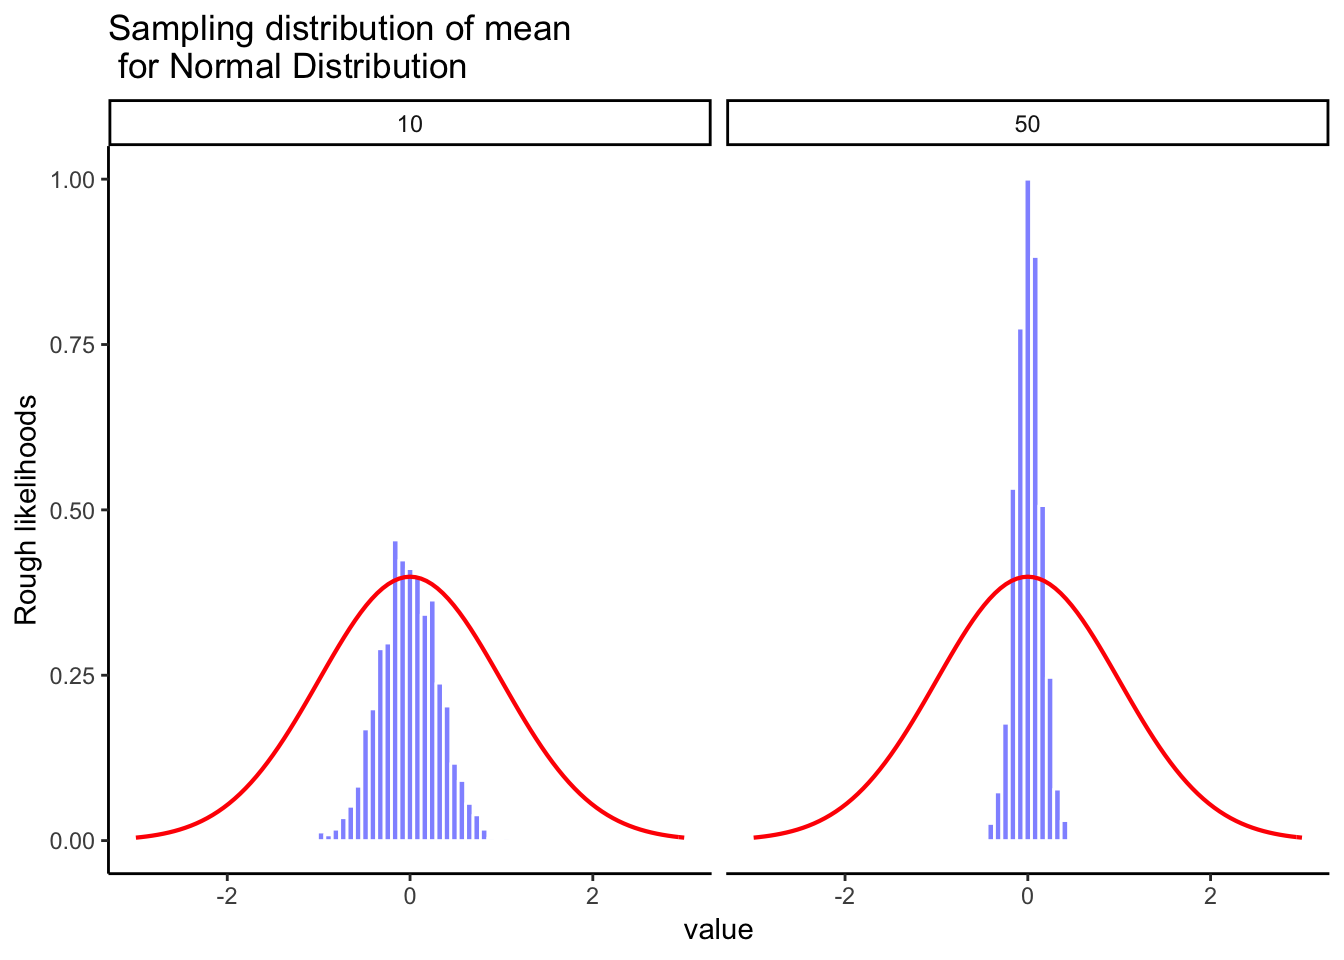 Sampling distribution of mean
for Normal Distribution
10
50
1.00
0.75
0.50
0.25
0.00
Rough likelihoods
-2 0 2
-2 0 2
value